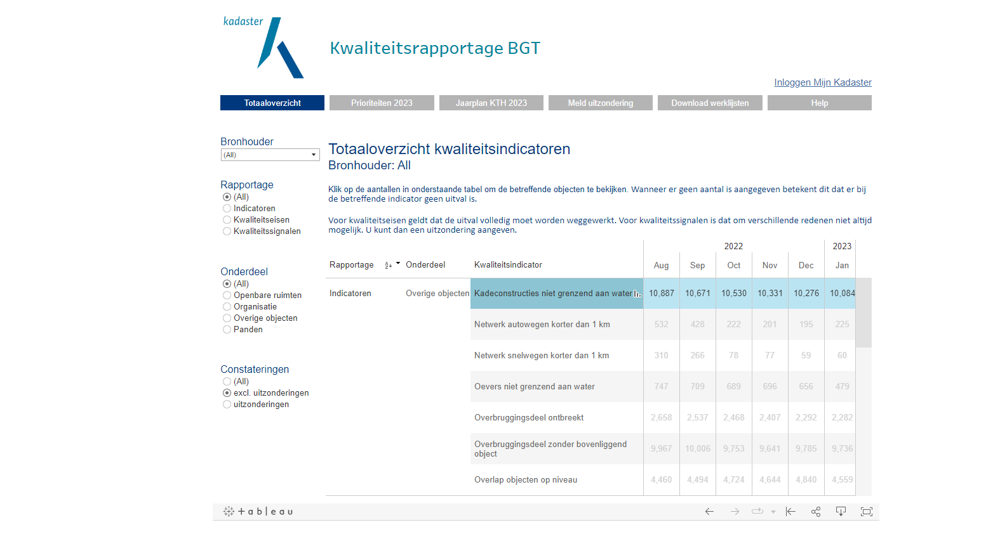 kadaster
Kwaliteitsrapportage BGT
Inloggen Mijn Kadaster
Totaaloverzicht Prioriteiten 2023 Jaarplan KTH 2023 Meld uitzondering Download werklijsten Help
Bronhouder
(All)
Rapportage
(All)
Indicatoren
Kwaliteitseisen
Kwaliteitssignalen
Onderdeel
(All)
Openbare ruimten
Organisatie
Overige objecten
Panden
Constateringen
(All)
excl. uitzonderingen
uitzonderingen
Totaaloverzicht kwaliteitsindicatoren
Bronhouder: All
Klik op de aantallen in onderstaande tabel om de betreffende objecten te bekijken. Wanneer er geen aantal is aangegeven betekent dit dat er bij
de betreffende indicator geen uitval is.
Voor kwaliteitseisen geldt dat de uitval volledig moet worden weggewerkt. Voor kwaliteitssignalen is dat om verschillende redenen niet altijd
mogelijk. U kunt dan een uitzondering aangeven.
2022 2023
Rapportage Onderdeel Kwaliteitsindicator Aug Sep Oct Nov Dec Jan
Indicatoren Overige objecten Kadeconstructies niet grenzend aan water 10,887 10,671 10,530 10,331 10,276 10,084
Netwerk autowegen korter dan 1 km 532 428 222 201 195 225
Netwerk snelwegen korter dan 1 km 310 266 78 77 59 60
Oevers niet grenzend aan water 747 709 689 696 656 479
Overbruggingsdeel ontbreekt 2,658 2,537 2,468 2,407 2,292 2,282
Overbruggingsdeel zonder bovenliggend
object 9,967 10,006 9,753 9,641 9,785 9,736
Overlap objecten op niveau 4,460 4,494 4,724 4,644 4,840 4,559
+ableau